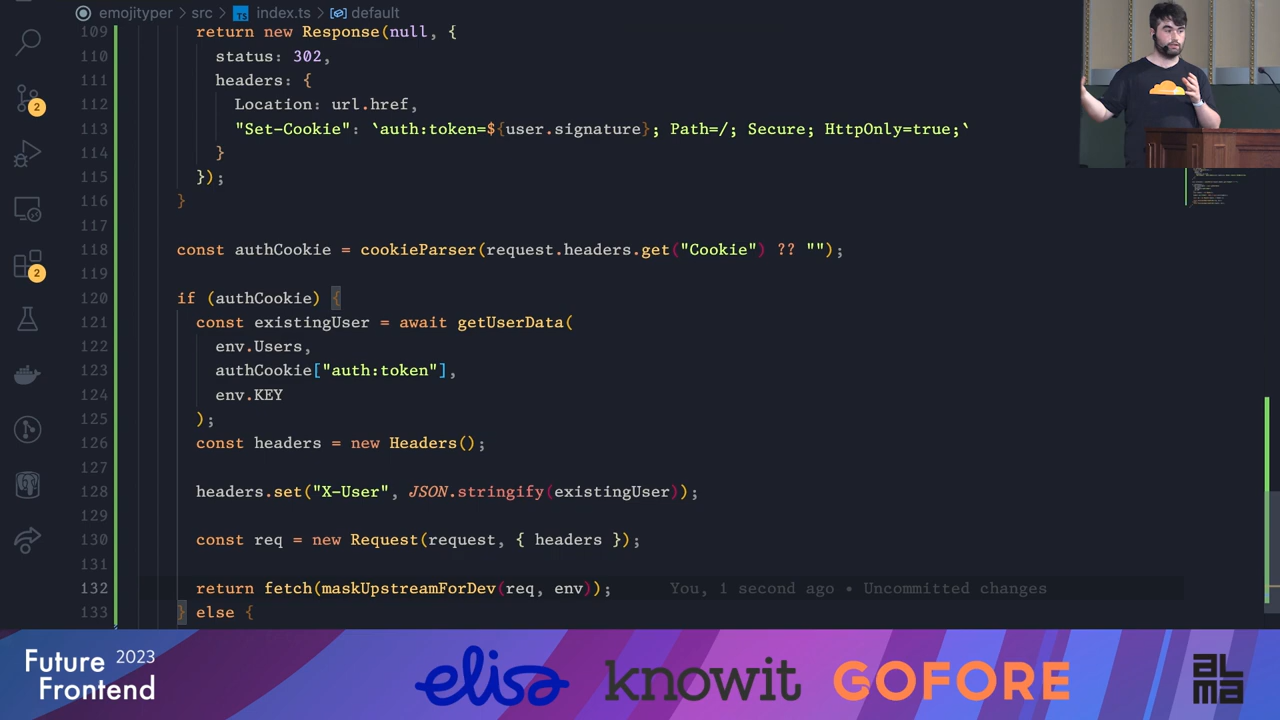 emojityper > src > TS index.ts > default
109 return new Response(null, {
110 status: 302,
111 headers: {
112 Location: url.href,
113 "Set-Cookie": `auth:token=${user.signature}; Path=/; Secure; HttpOnly=true;`
114 }
115 });
116 }
117
118 const authCookie = cookieParser(request.headers.get("Cookie") ?? "");
119
120 if (authCookie) {
121 const existingUser = await getUserData(
122 env.Users,
123 authCookie["auth:token"],
124 env.KEY
125 );
126 const headers = new Headers();
127
128 headers.set("X-User", JSON.stringify(existingUser));
129
130 const req = new Request(request, { headers });
131
132 return fetch(maskUpstreamForDev(req, env)); You, 1 second ago • Uncommitted changes
133 } else {
2
2
Future 2023
Frontend
elisa
knowit
GOFORE
ALMA